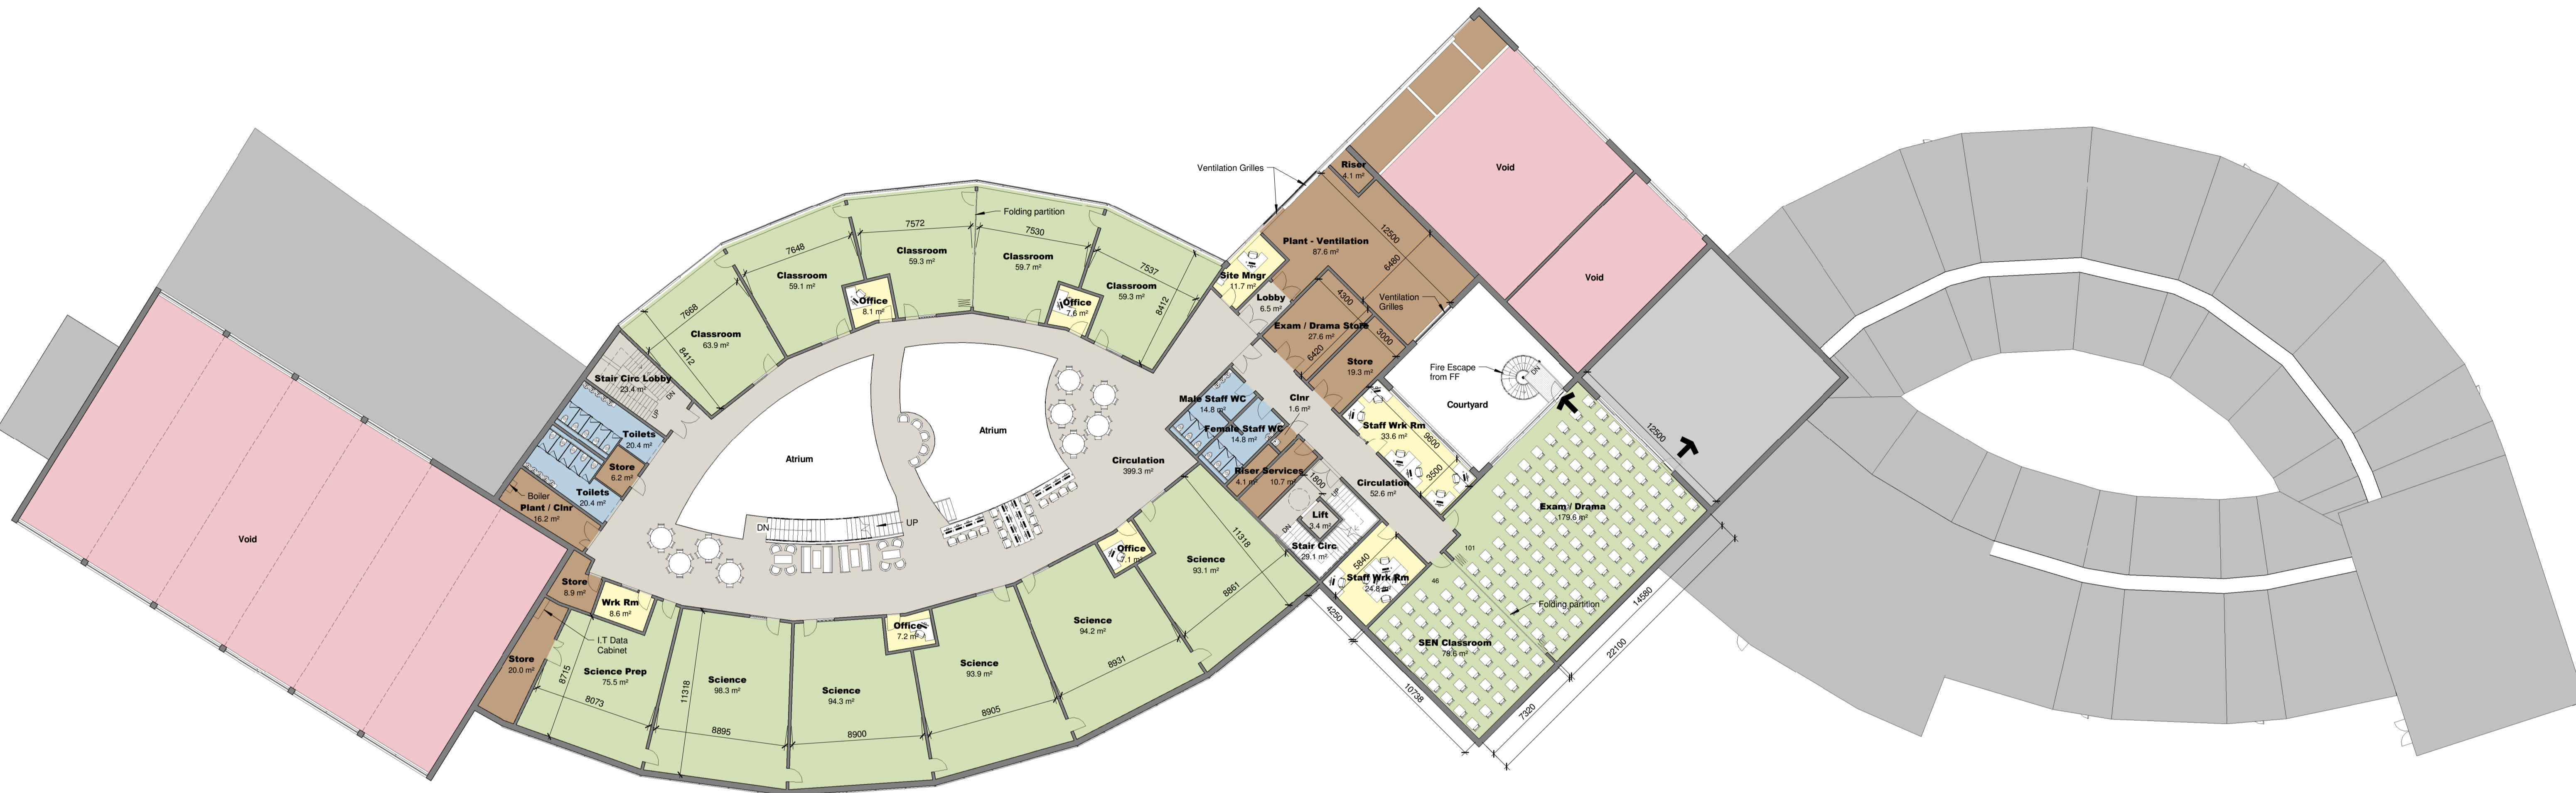 Void
Stair Circ Lobby
23.4 m²
UP
DN
Toilets
20.4 m²
Store
6.2 m²
Toilets
20.4 m²
Boiler
Plant / Clnr
16.2 m²
Store
8.9 m²
Wrk Rm
8.6 m²
I.T Data
Cabinet
Store
20.0 m²
Science Prep
75.5 m²
8715
8073
Classroom
63.9 m²
7668
8412
Classroom
59.1 m²
7648
Office
8.1 m²
Classroom
59.3 m²
7572
Folding partition
Classroom
59.7 m²
7530
Office
7.6 m²
Classroom
59.3 m²
7537
8412
Atrium
Atrium
DN
UP
Circulation
399.3 m²
Science
98.3 m²
11318
8895
Science
94.3 m²
8900
Office
7.2 m²
Science
93.9 m²
8905
Science
94.2 m²
8931
Office
7.1 m²
Science
93.1 m²
11318
8861
Ventilation Grilles
Riser
4.1 m²
Plant - Ventilation
87.6 m²
12500
6480
Site Mngr
11.7 m²
Lobby
6.5 m²
Exam / Drama Store
27.6 m²
4300
6420
Ventilation
Grilles
3000
Store
19.3 m²
Void
Void
Fire Escape
from FF
DN
Courtyard
Male Staff WC
14.8 m²
Female Staff WC
14.8 m²
Clnr
1.6 m²
Staff Wrk Rm
33.6 m²
9600
3500
Riser
4.1 m²
Services
10.7 m²
1800
UP
Circulation
52.6 m²
Lift
3.4 m²
DN
Stair Circ
29.1 m²
5840
Staff Wrk Rm
24.8 m²
4250
12500
Exam / Drama
179.6 m²
101
46
Folding partition
SEN Classroom
78.6 m²
14580
22100
7320
10738